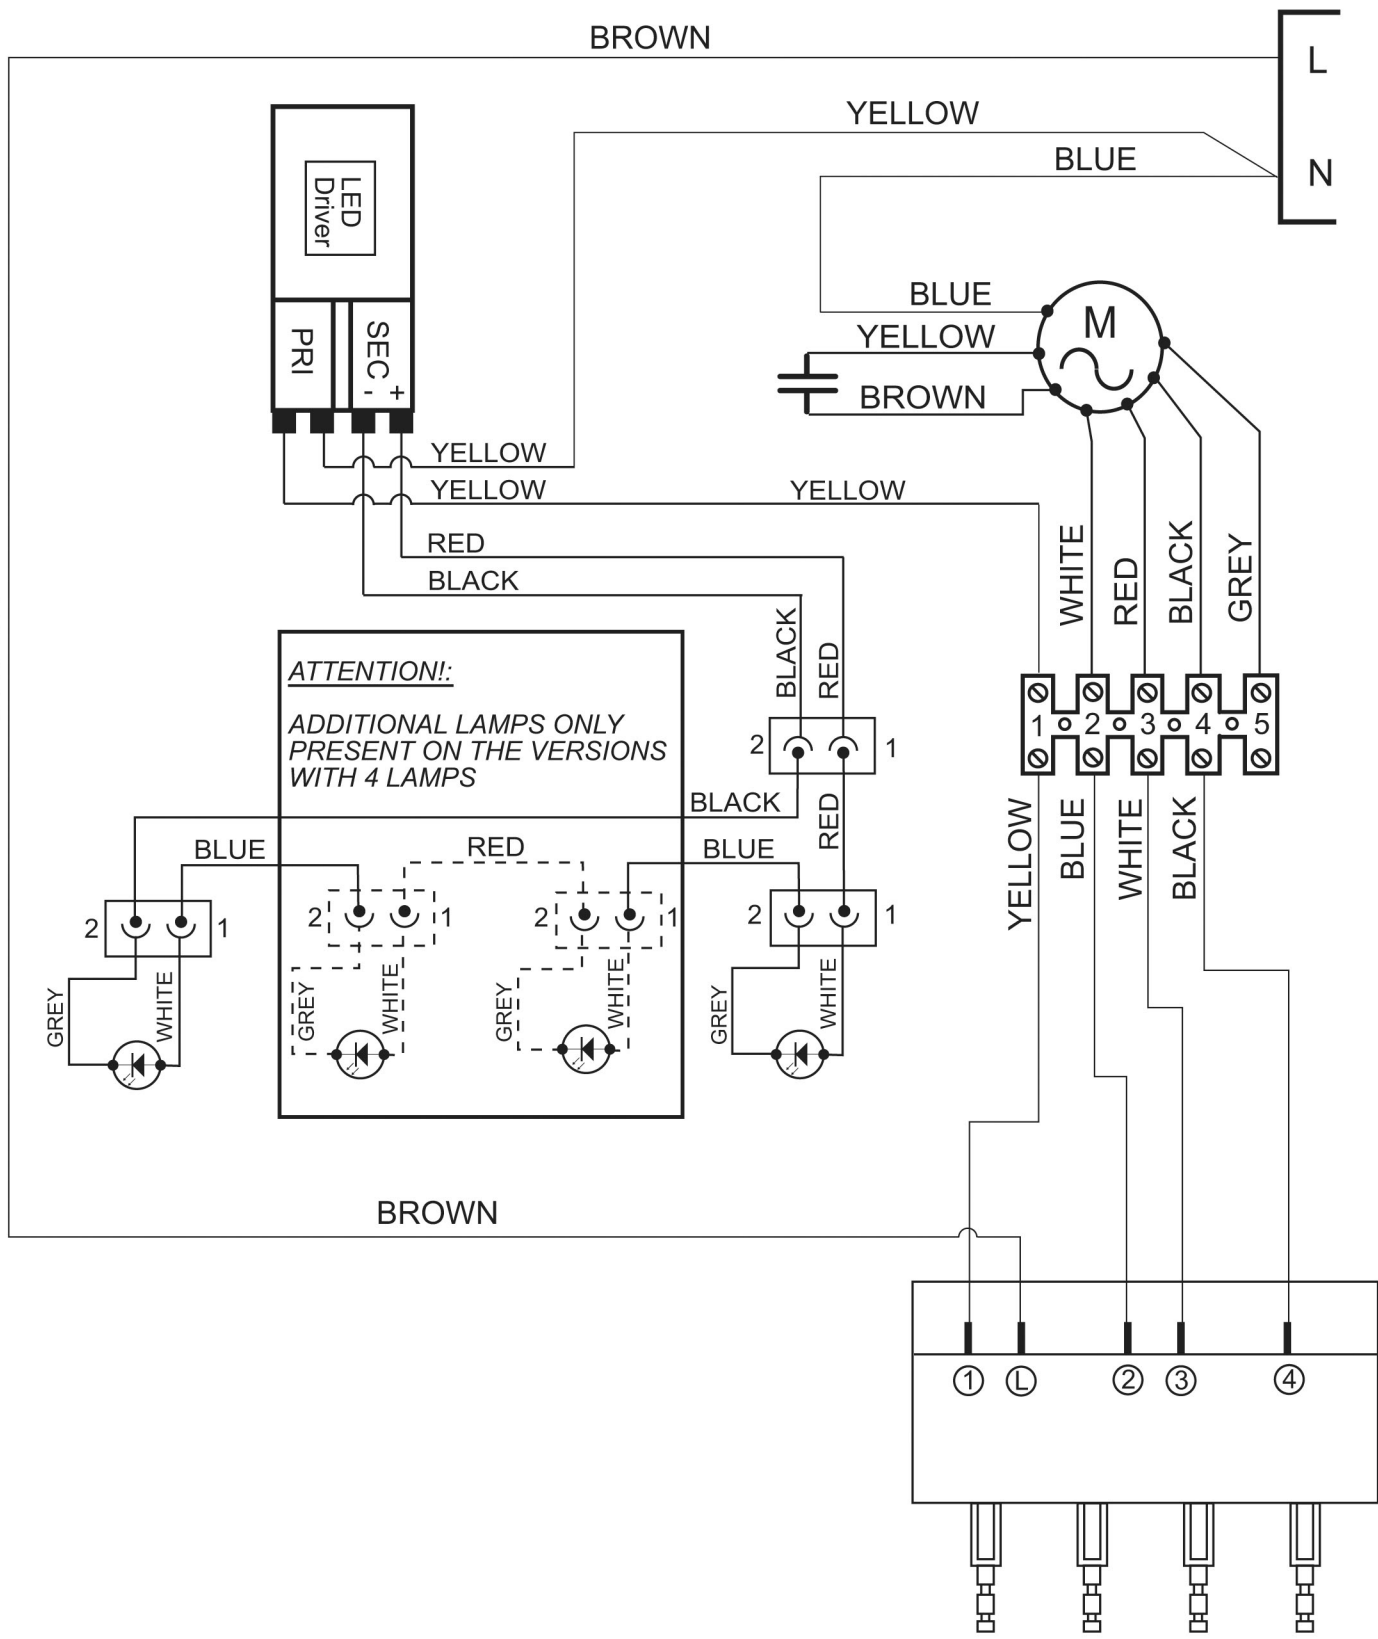 BROWN
L
YELLOW
BLUE
N
LED
Driver
BLUE
M
YELLOW
PRI
SEC
- +
BROWN
YELLOW
YELLOW
YELLOW
RED
BLACK
WHITE
RED
BLACK
GREY
BLACK
RED
ATTENTION!:
ADDITIONAL LAMPS ONLY
PRESENT ON THE VERSIONS
WITH 4 LAMPS
2
1
1
2
3
4
5
BLACK
RED
YELLOW
BLUE
WHITE
BLACK
BLUE
RED
BLUE
2
1
2
1
2
1
2
1
GREY
WHITE
GREY
WHITE
GREY
WHITE
GREY
WHITE
BROWN
1
L
2
3
4